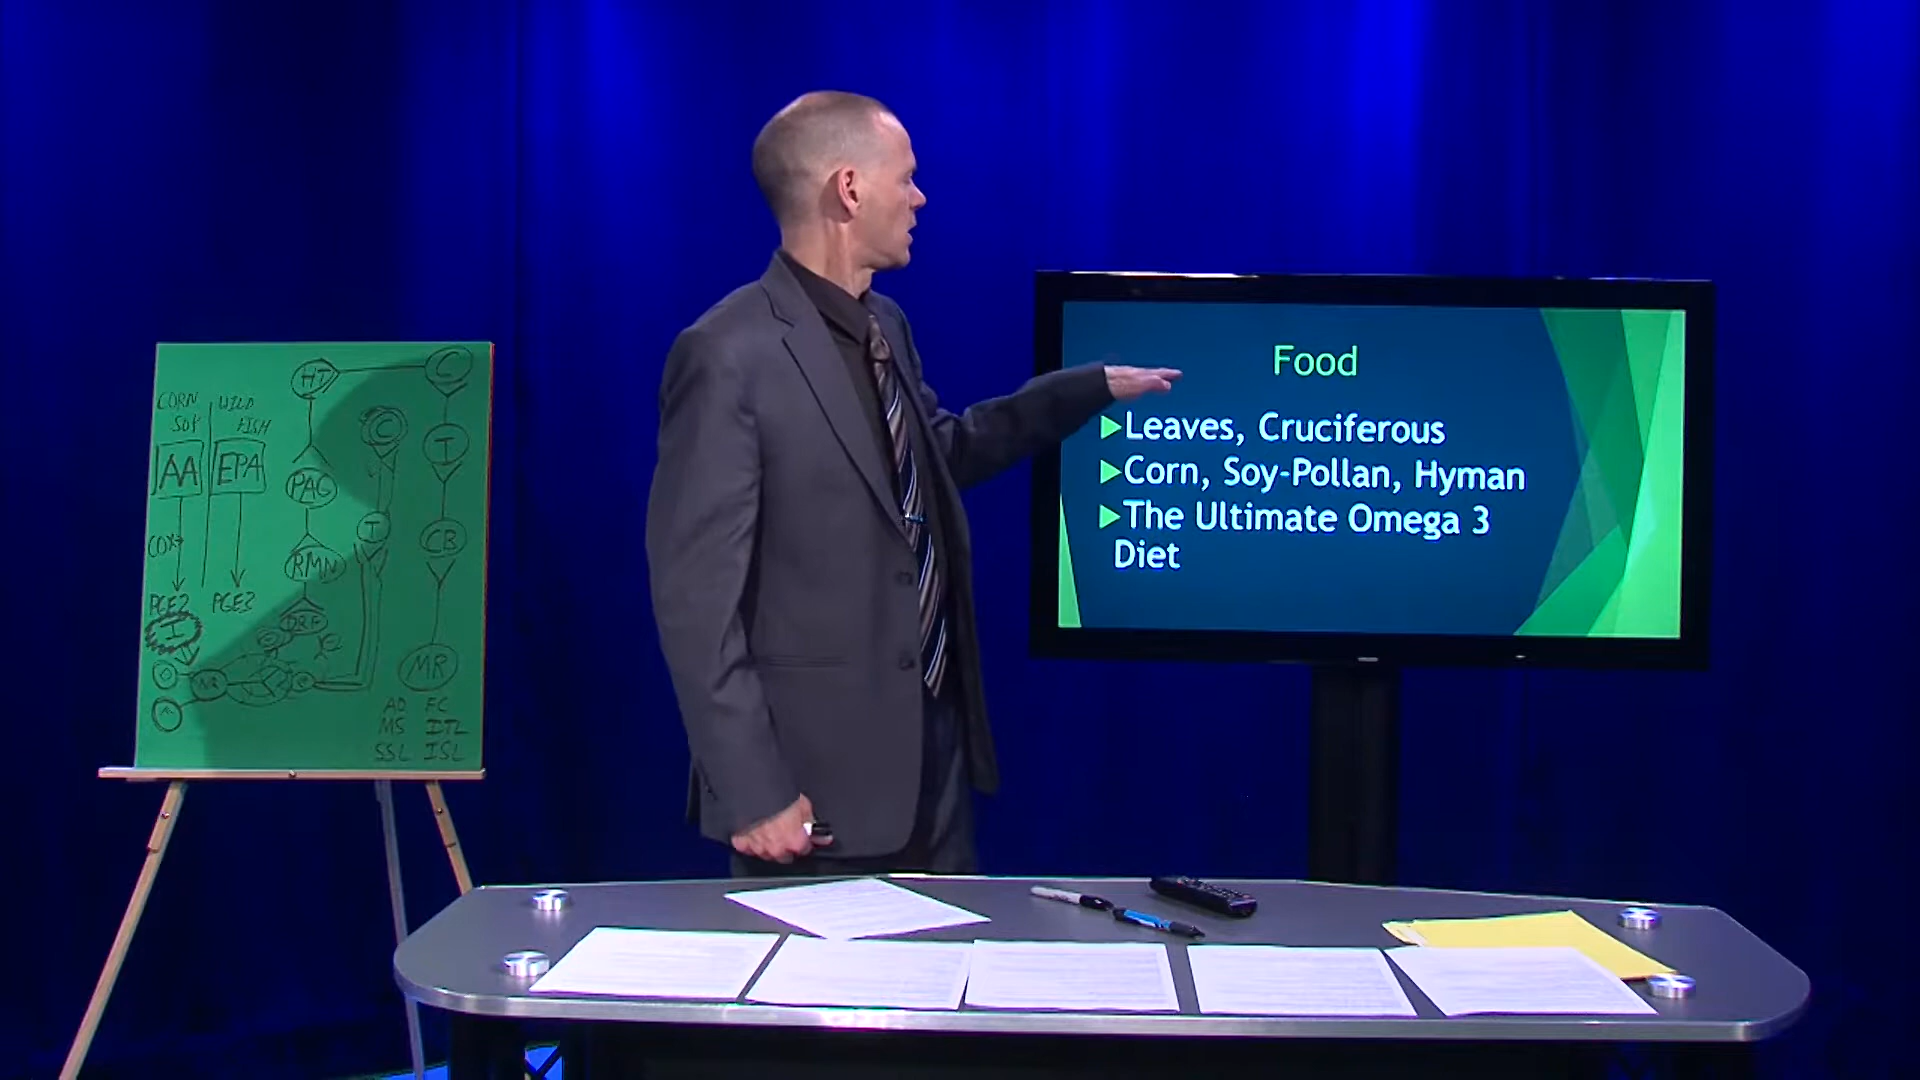 CORN WILD
SOY FISH
AA EPA
COX
PGE2 PGE3
I
HT C
C
T
PAG
T
CB
RMN
DRF
MR
AD FC
MS DTL
SSL ISL
Food
Leaves, Cruciferous
Corn, Soy-Pollan, Hyman
The Ultimate Omega 3
Diet